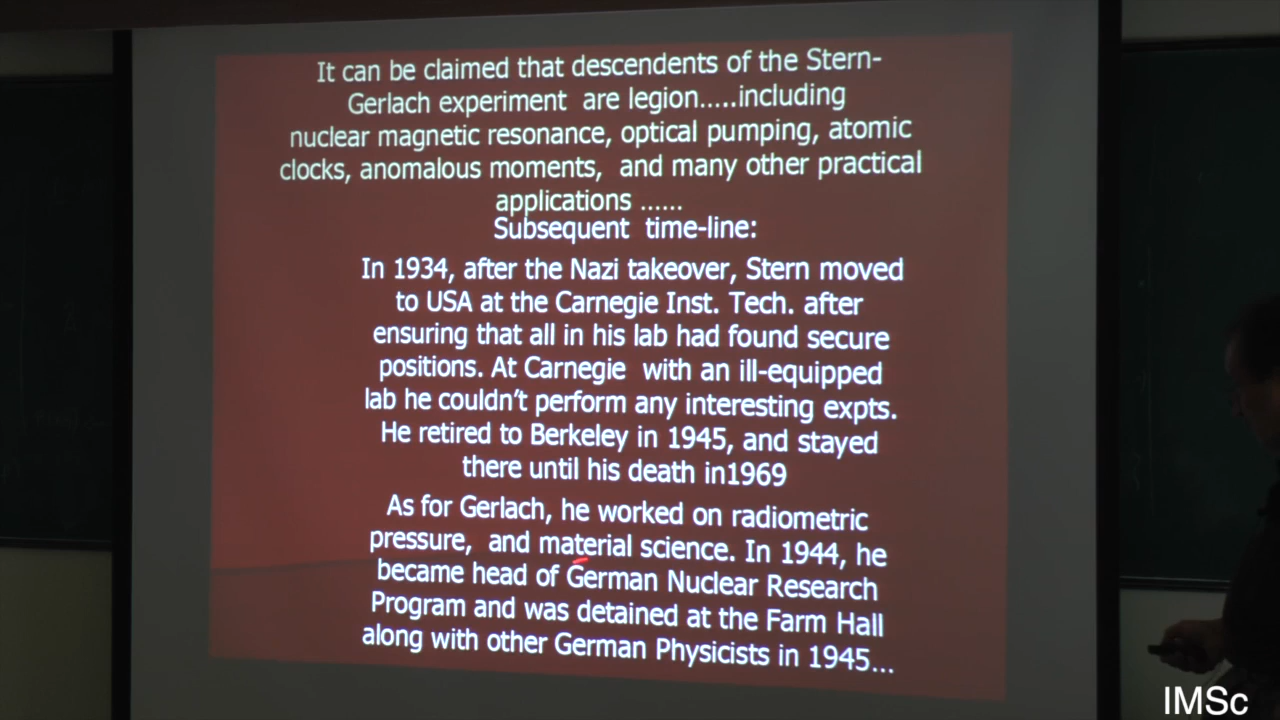 It can be claimed that descendents of the Stern-
Gerlach experiment are legion.....including
nuclear magnetic resonance, optical pumping, atomic
clocks, anomalous moments, and many other practical
applications ......
Subsequent time-line:
In 1934, after the Nazi takeover, Stern moved
to USA at the Carnegie Inst. Tech. after
ensuring that all in his lab had found secure
positions. At Carnegie with an ill-equipped
lab he couldn't perform any interesting expts.
He retired to Berkeley in 1945, and stayed
there until his death in1969
As for Gerlach, he worked on radiometric
pressure, and material science. In 1944, he
became head of German Nuclear Research
Program and was detained at the Farm Hall
along with other German Physicists in 1945...
IMSc